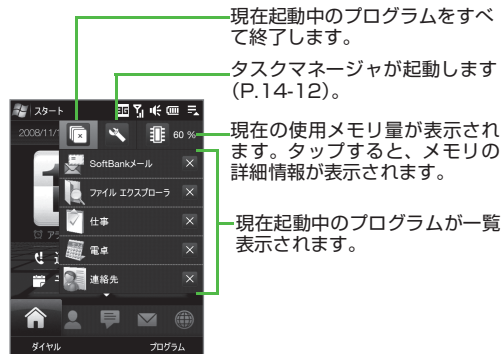 現在起動中のプログラムをすべ
て終了します。
タスクマネージャが起動します
(P.14-12)。
現在の使用メモリ量が表示され
ます。タップすると、メモリの
詳細情報が表示されます。
現在起動中のプログラムが一覧
表示されます。
スタート
2008/11/
60 %
SoftBankメール
ファイル エクスプローラ
仕事
電卓
連絡先
ダイヤル
プログラム